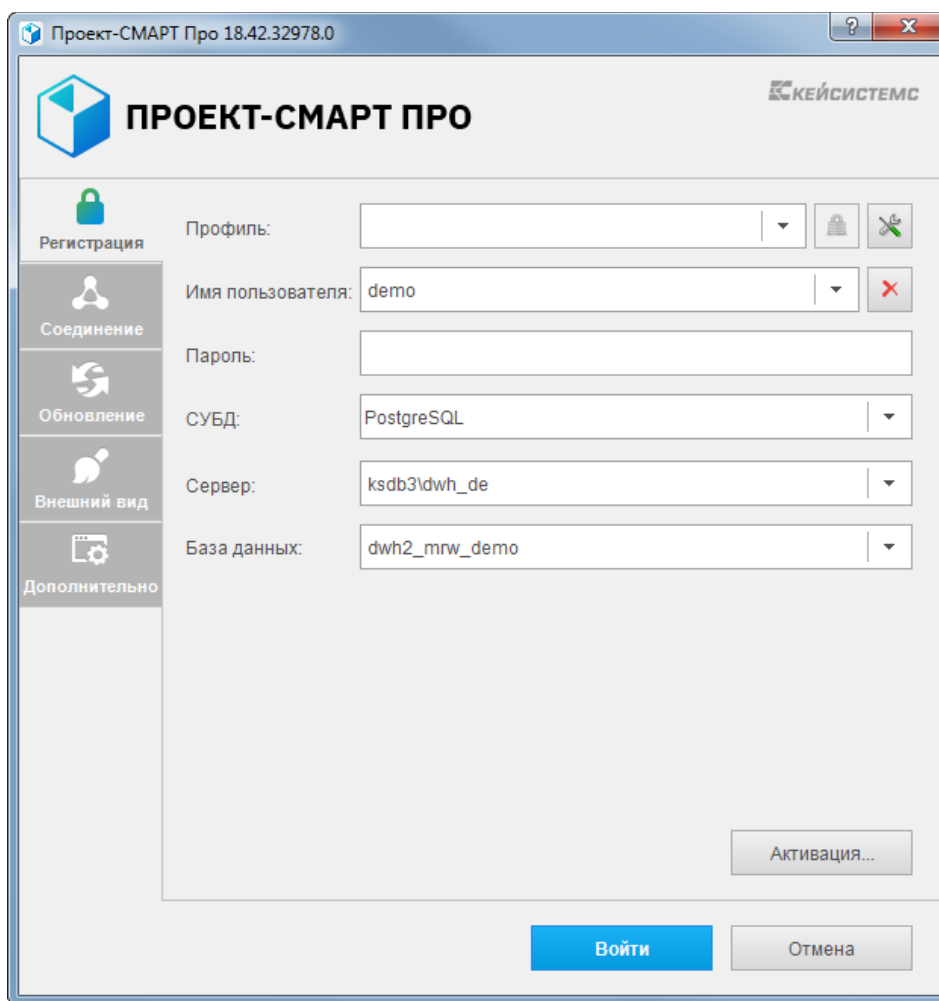 Проект-СМАРТ Про 18.42.32978.0
?
КЕЙСИСТЕМС
ПРОЕКТ-СМАРТ ПРО
Регистрация
Соединение
Обновление
Внешний вид
Дополнительно
Профиль:
Имя пользователя: demo
Пароль:
СУБД: PostgreSQL
Сервер: ksdb3\dwh_de
База данных: dwh2_mrw_demo
Активация...
Войти Отмена